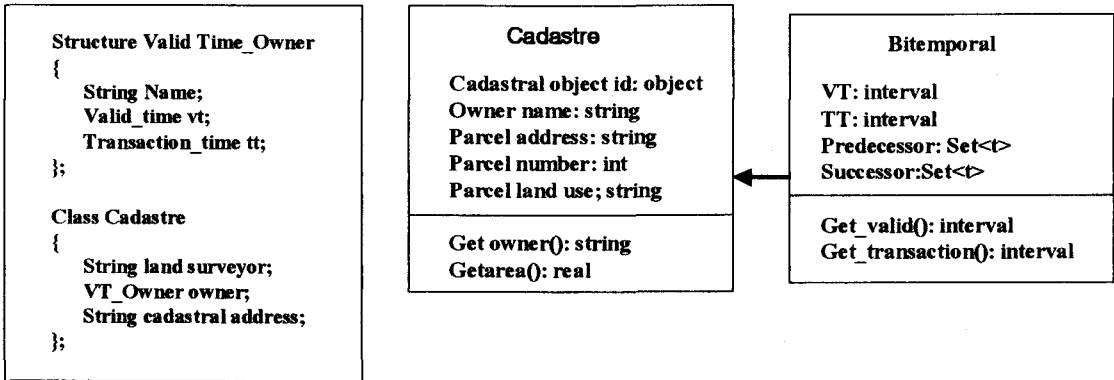 Structure Valid Time_Owner
{
String Name;
Valid_time vt;
Transaction_time tt;
};
Class Cadastre
{
String land surveyor;
VT_Owner owner;
String cadastral address;
};
Cadastre
Cadastral object id: object
Owner name: string
Parcel address: string
Parcel number: int
Parcel land use; string
Get owner(): string
Getarea(): real
Bitemporal
VT: interval
TT: interval
Predecessor: Set<t>
Successor:Set<t>
Get_valid(): interval
Get_transaction(): interval